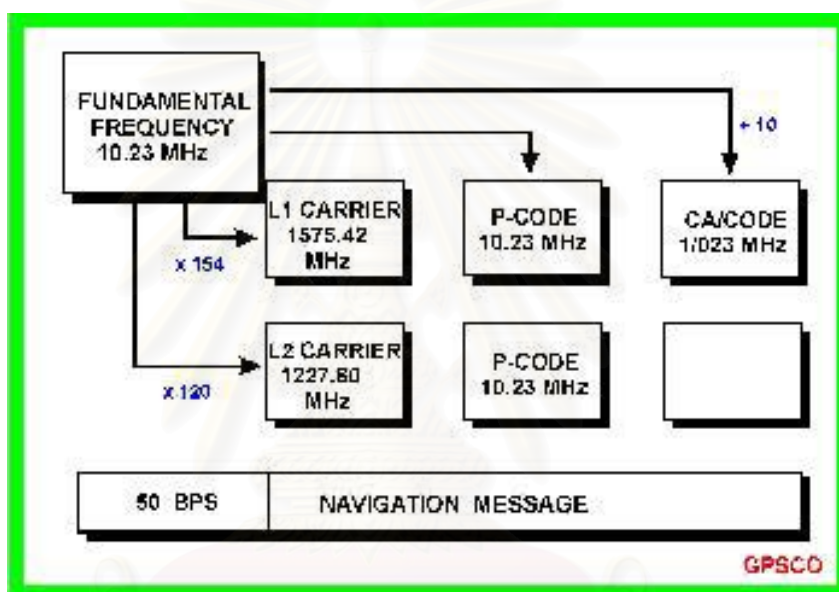 FUNDAMENTAL
FREQUENCY
10.23 MHz
÷ 10
L1 CARRIER
1575.42
MHz
x 154
P-CODE
10.23 MHz
CA/CODE
1/023 MHz
L2 CARRIER
1227.60
MHz
x 120
P-CODE
10.23 MHz
50 BPS
NAVIGATION MESSAGE
GPSCO